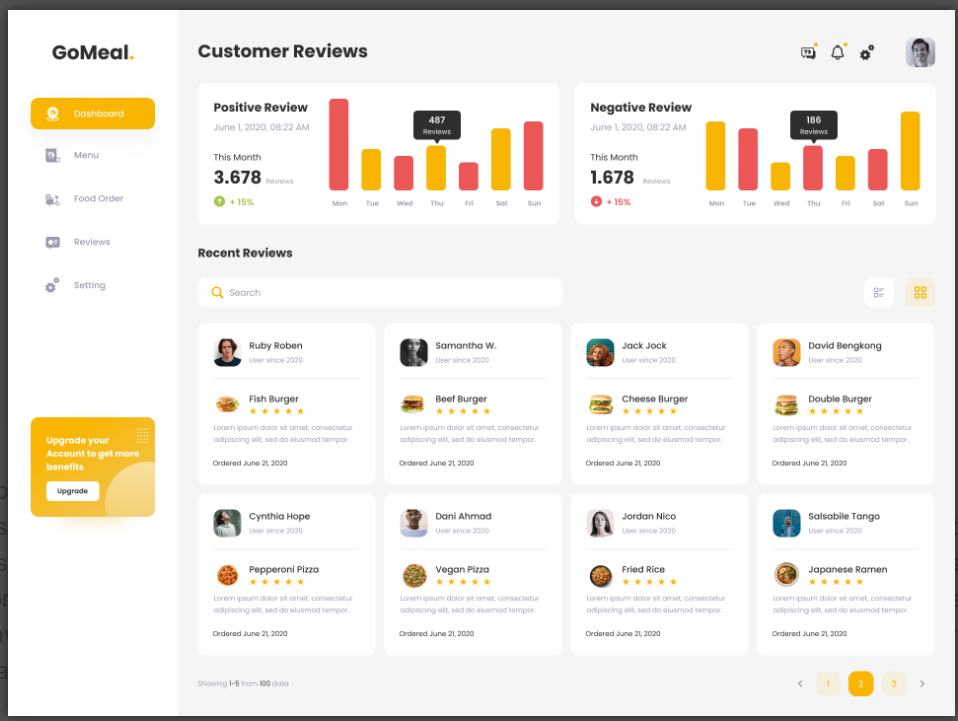 GoMeal.
Customer Reviews
Dashboard
Menu
Food Order
Reviews
Setting
Upgrade your
Account to get more
benefits
Upgrade
Positive Review
June 1, 2020, 08:22 AM
This Month
3.678 Reviews
+ 15%
487
Reviews
Mon Tue Wed Thu Fri Sat Sun
Negative Review
June 1, 2020, 08:22 AM
This Month
1.678 Reviews
+ 15%
186
Reviews
Mon Tue Wed Thu Fri Sat Sun
Recent Reviews
Search
Ruby Roben
User since 2020
Fish Burger
Lorem ipsum dolor sit amet, consectetur
adipiscing elit, sed do eiusmod tempor.
Ordered June 21, 2020
Samantha W.
User since 2020
Beef Burger
Lorem ipsum dolor sit amet, consectetur
adipiscing elit, sed do eiusmod tempor.
Ordered June 21, 2020
Jack Jock
User since 2020
Cheese Burger
Lorem ipsum dolor sit amet, consectetur
adipiscing elit, sed do eiusmod tempor.
Ordered June 21, 2020
David Bengkong
User since 2020
Double Burger
Lorem ipsum dolor sit amet, consectetur
adipiscing elit, sed do eiusmod tempor.
Ordered June 21, 2020
Cynthia Hope
User since 2020
Pepperoni Pizza
Lorem ipsum dolor sit amet, consectetur
adipiscing elit, sed do eiusmod tempor.
Ordered June 21, 2020
Dani Ahmad
User since 2020
Vegan Pizza
Lorem ipsum dolor sit amet, consectetur
adipiscing elit, sed do eiusmod tempor.
Ordered June 21, 2020
Jordan Nico
User since 2020
Fried Rice
Lorem ipsum dolor sit amet, consectetur
adipiscing elit, sed do eiusmod tempor.
Ordered June 21, 2020
Salsabile Tango
User since 2020
Japanese Ramen
Lorem ipsum dolor sit amet, consectetur
adipiscing elit, sed do eiusmod tempor.
Ordered June 21, 2020
Showing 1-5 from 100 data
1 2 3